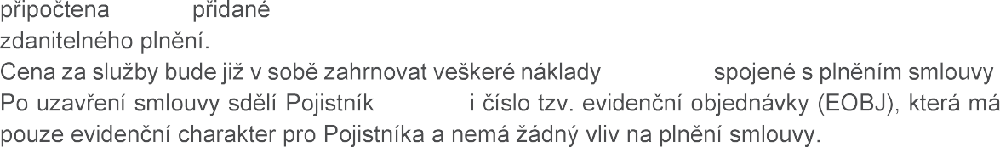 připočtena přidané
zdanitelného plnění.
Cena za služby bude již v sobě zahrnovat veškeré náklady spojené s plněním smlouvy
Po uzavření smlouvy sdělí Pojistník i číslo tzv. evidenční objednávky (EOBJ), která má
pouze evidenční charakter pro Pojistníka a nemá žádný vliv na plnění smlouvy.